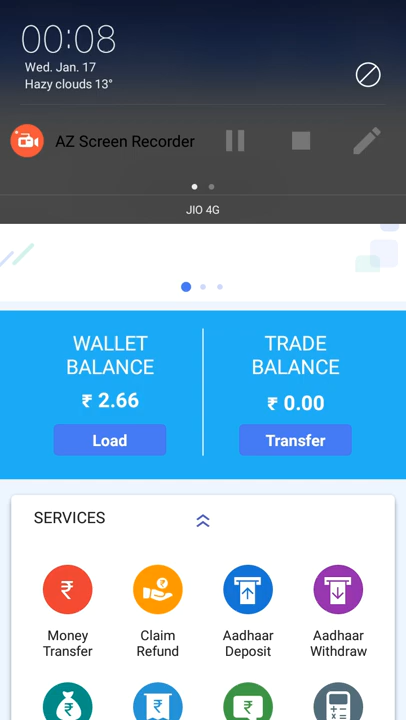 00:08
Wed. Jan. 17
Hazy clouds 13°
AZ Screen Recorder
JIO 4G
WALLET BALANCE
₹ 2.66
Load
TRADE BALANCE
₹ 0.00
Transfer
SERVICES
Money Transfer
Claim Refund
Aadhaar Deposit
Aadhaar Withdraw